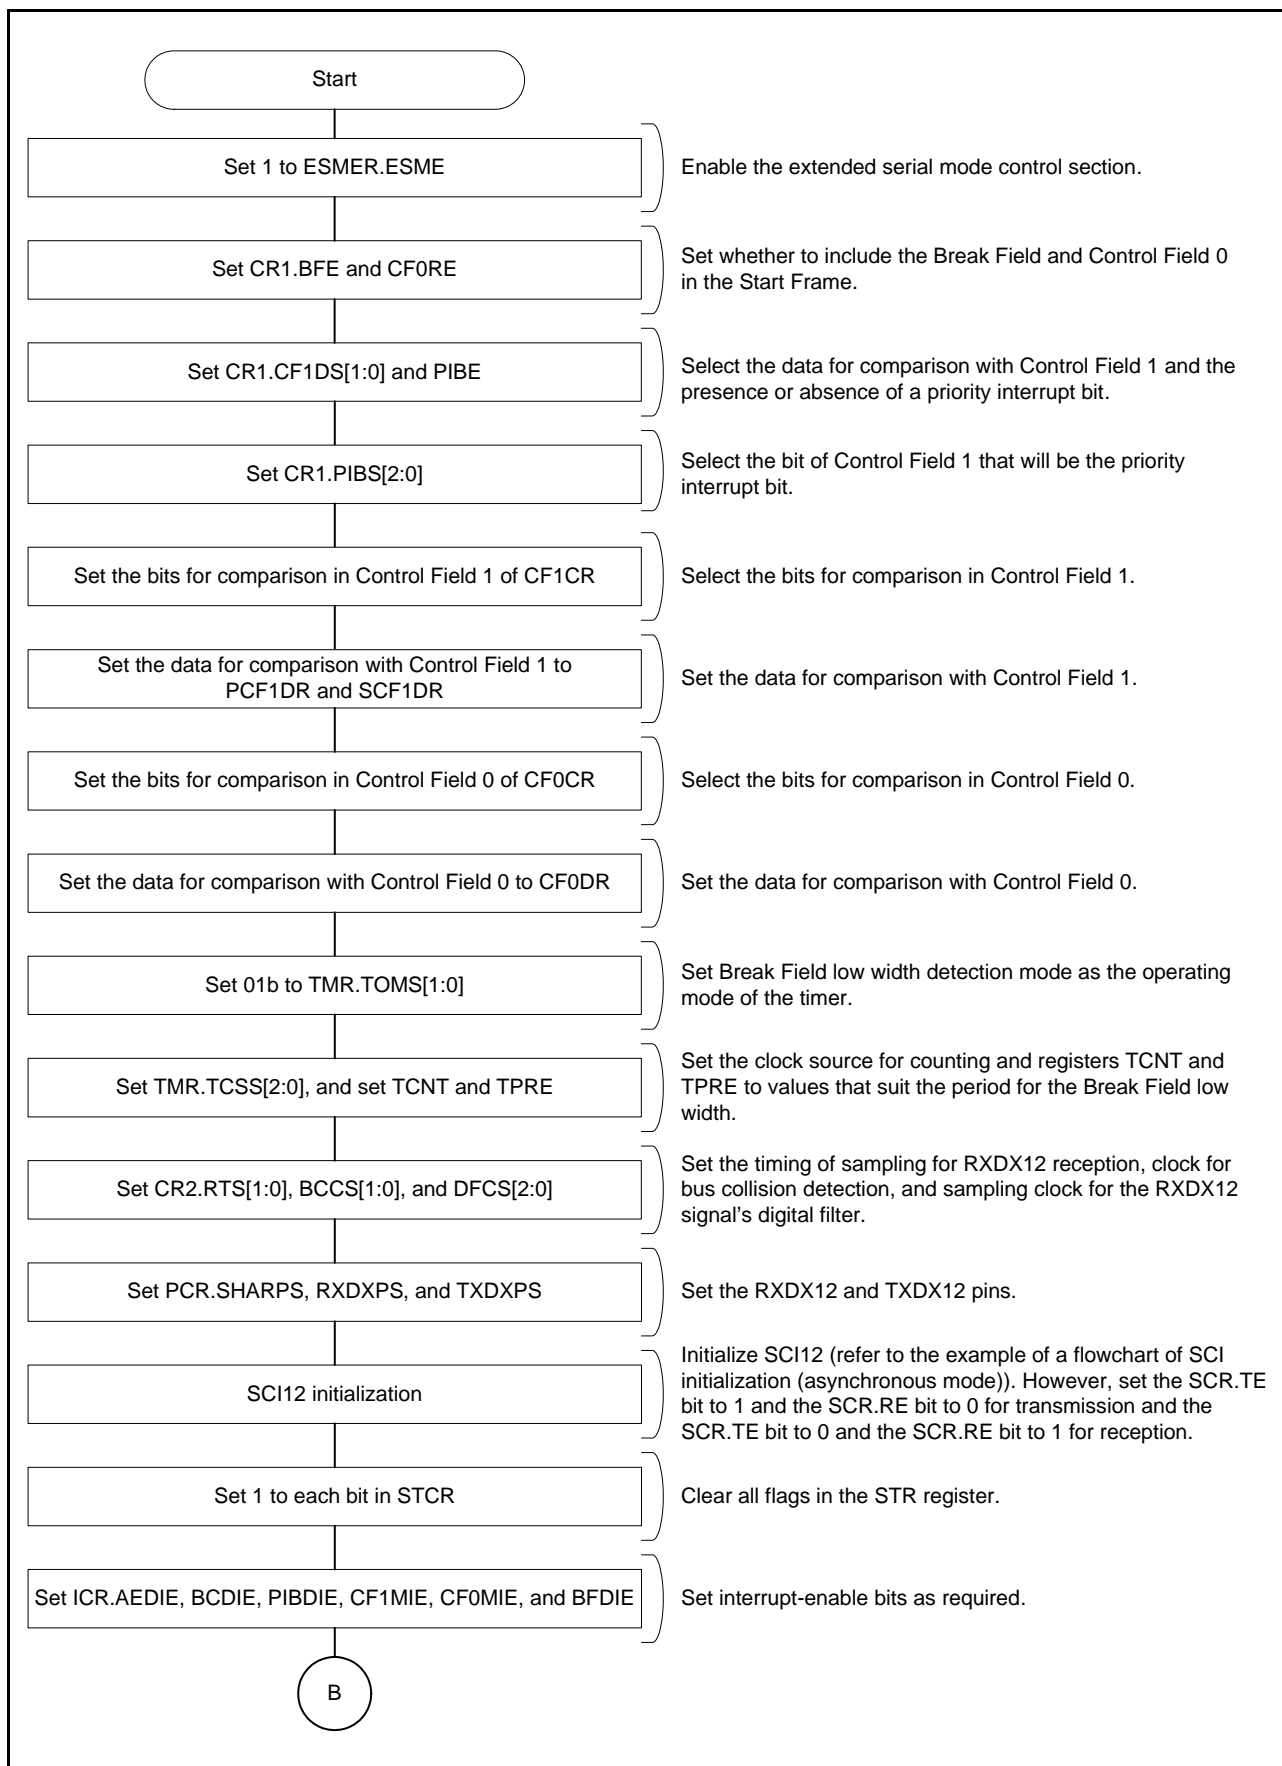 Start
Set 1 to ESMER.ESME
Enable the extended serial mode control section.
Set CR1.BFE and CF0RE
Set whether to include the Break Field and Control Field 0
in the Start Frame.
Set CR1.CF1DS[1:0] and PIBE
Select the data for comparison with Control Field 1 and the
presence or absence of a priority interrupt bit.
Set CR1.PIBS[2:0]
Select the bit of Control Field 1 that will be the priority
interrupt bit.
Set the bits for comparison in Control Field 1 of CF1CR
Select the bits for comparison in Control Field 1.
Set the data for comparison with Control Field 1 to
PCF1DR and SCF1DR
Set the data for comparison with Control Field 1.
Set the bits for comparison in Control Field 0 of CF0CR
Select the bits for comparison in Control Field 0.
Set the data for comparison with Control Field 0 to CF0DR
Set the data for comparison with Control Field 0.
Set 01b to TMR.TOMS[1:0]
Set Break Field low width detection mode as the operating
mode of the timer.
Set TMR.TCSS[2:0], and set TCNT and TPRE
Set the clock source for counting and registers TCNT and
TPRE to values that suit the period for the Break Field low
width.
Set CR2.RTS[1:0], BCCS[1:0], and DFCS[2:0]
Set the timing of sampling for RXDX12 reception, clock for
bus collision detection, and sampling clock for the RXDX12
signal’s digital filter.
Set PCR.SHARPS, RXDXPS, and TXDXPS
Set the RXDX12 and TXDX12 pins.
SCI12 initialization
Initialize SCI12 (refer to the example of a flowchart of SCI
initialization (asynchronous mode)). However, set the SCR.TE
bit to 1 and the SCR.RE bit to 0 for transmission and the
SCR.TE bit to 0 and the SCR.RE bit to 1 for reception.
Set 1 to each bit in STCR
Clear all flags in the STR register.
Set ICR.AEDIE, BCDIE, PIBDIE, CF1MIE, CF0MIE, and BFDIE
Set interrupt-enable bits as required.
B